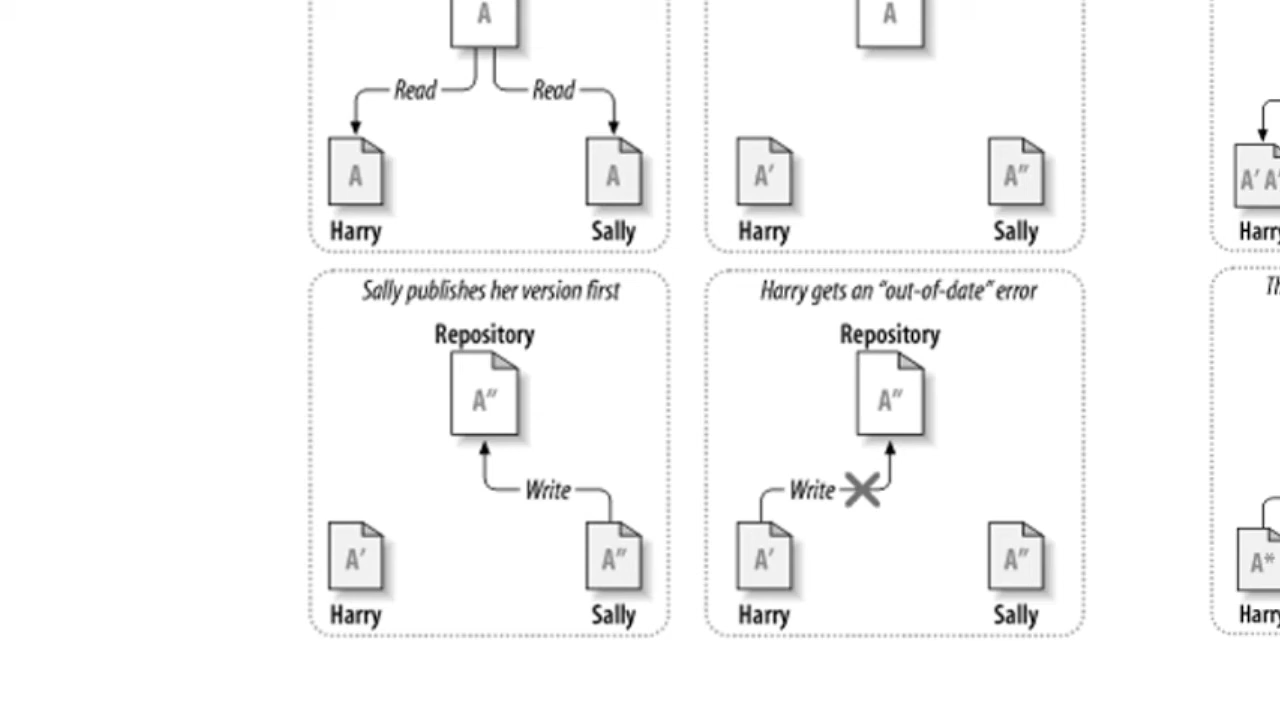 A
Read Read
A A
Harry Sally
A
A′ A″
Harry Sally
Sally publishes her version first
Repository
A″
Write
A′ A″
Harry Sally
Harry gets an “out-of-date” error
Repository
A″
Write
A′ A″
Harry Sally
A′
A*